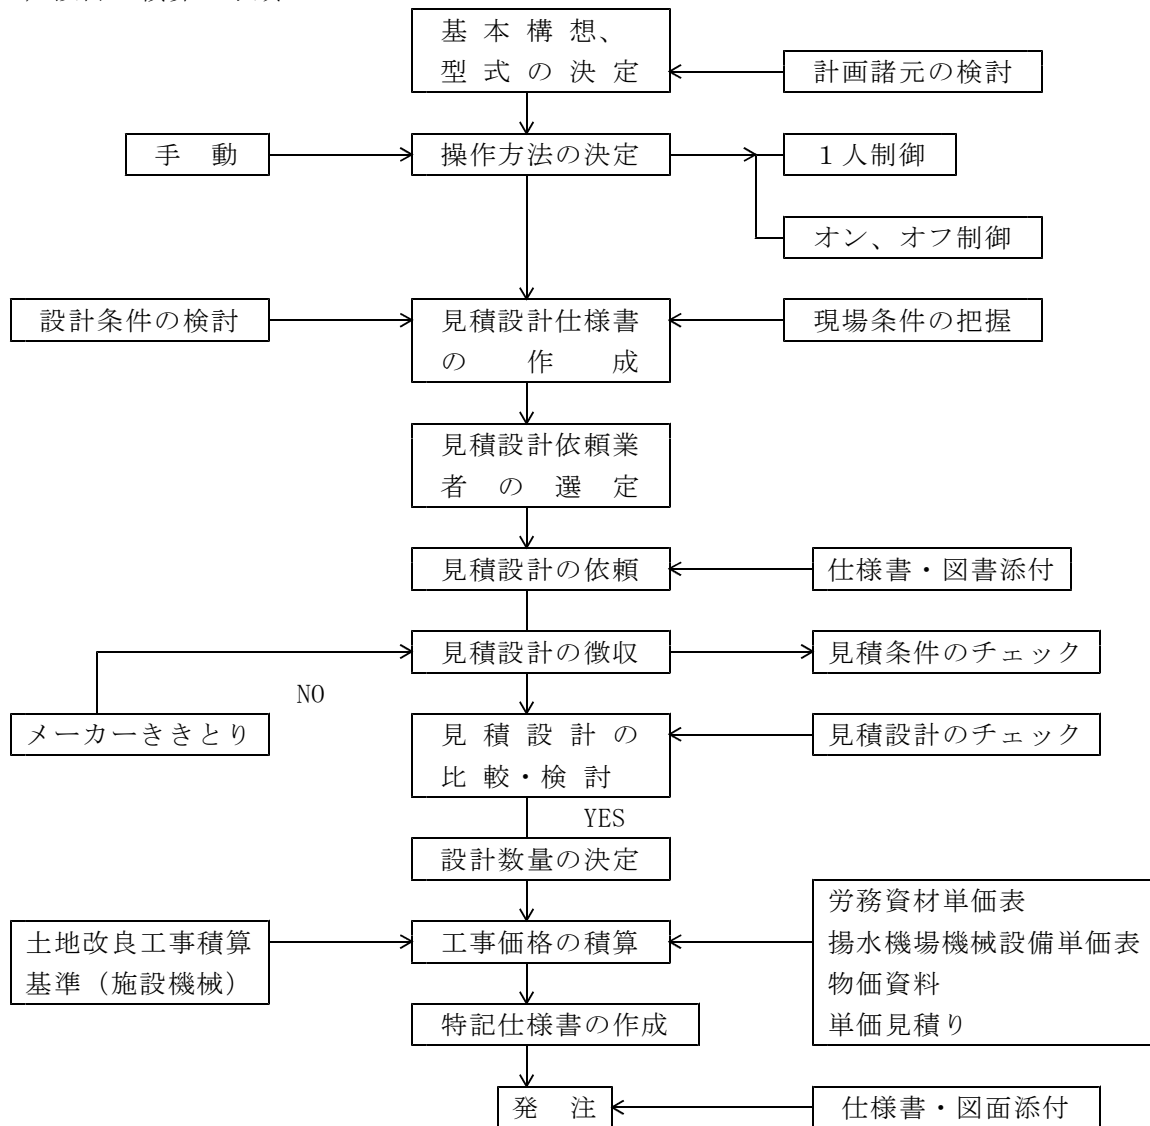 基 本 構 想、
型 式 の 決 定
計画諸元の検討
手　動
操作方法の決定
１人制御
オン、オフ制御
設計条件の検討
見積設計仕様書
の　作　成
現場条件の把握
見積設計依頼業
者 の 選 定
見積設計の依頼
仕様書・図書添付
見積設計の徴収
見積条件のチェック
NO
メーカーききとり
見 積 設 計 の
比 較・検 討
見積設計のチェック
YES
設計数量の決定
土地改良工事積算
基準（施設機械）
工事価格の積算
労務資材単価表
揚水機場機械設備単価表
物価資料
単価見積り
特記仕様書の作成
発　注
仕様書・図面添付